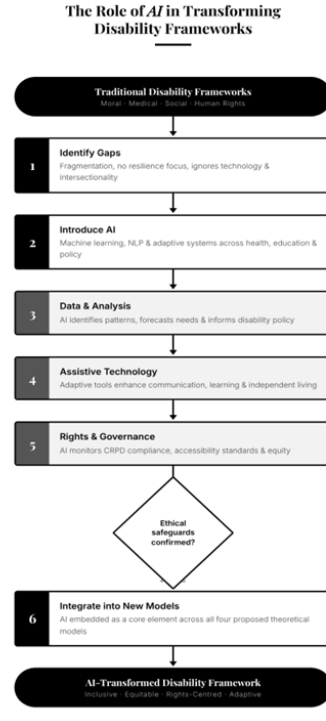 The Role of AI in Transforming
Disability Frameworks
Traditional Disability Frameworks
Moral · Medical · Social · Human Rights
1
Identify Gaps
Fragmentation, no resilience focus, ignores technology &
intersectionality
2
Introduce AI
Machine learning, NLP & adaptive systems across health, education &
policy
3
Data & Analysis
AI identifies patterns, forecasts needs & informs disability policy
4
Assistive Technology
Adaptive tools enhance communication, learning & independent living
5
Rights & Governance
AI monitors CRPD compliance, accessibility standards & equity
Ethical
safeguards
confirmed?
6
Integrate into New Models
AI embedded as a core element across all four proposed theoretical
models
AI-Transformed Disability Framework
Inclusive · Equitable · Rights-Centred · Adaptive